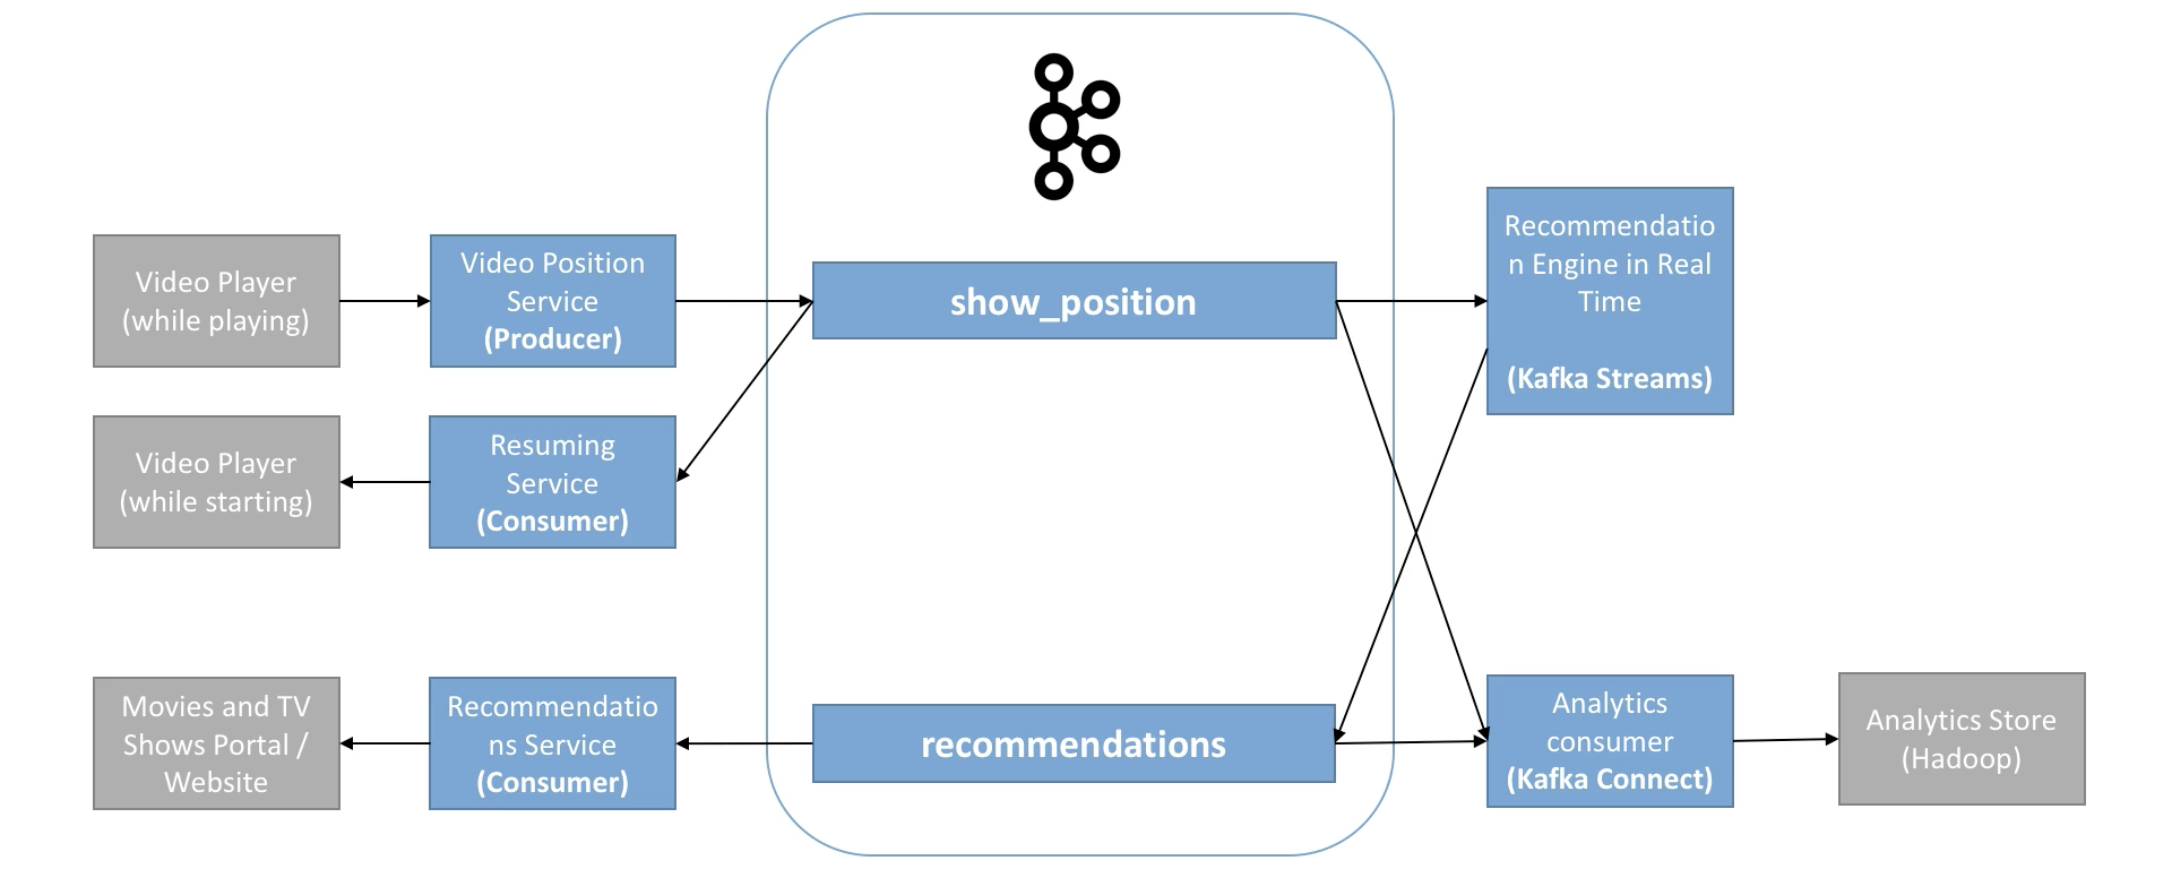 Video Player
(while playing)
Video Position
Service
(Producer)
show_position
Recommendatio
n Engine in Real
Time
(Kafka Streams)
Video Player
(while starting)
Resuming
Service
(Consumer)
Movies and TV
Shows Portal /
Website
Recommendatio
ns Service
(Consumer)
recommendations
Analytics
consumer
(Kafka Connect)
Analytics Store
(Hadoop)